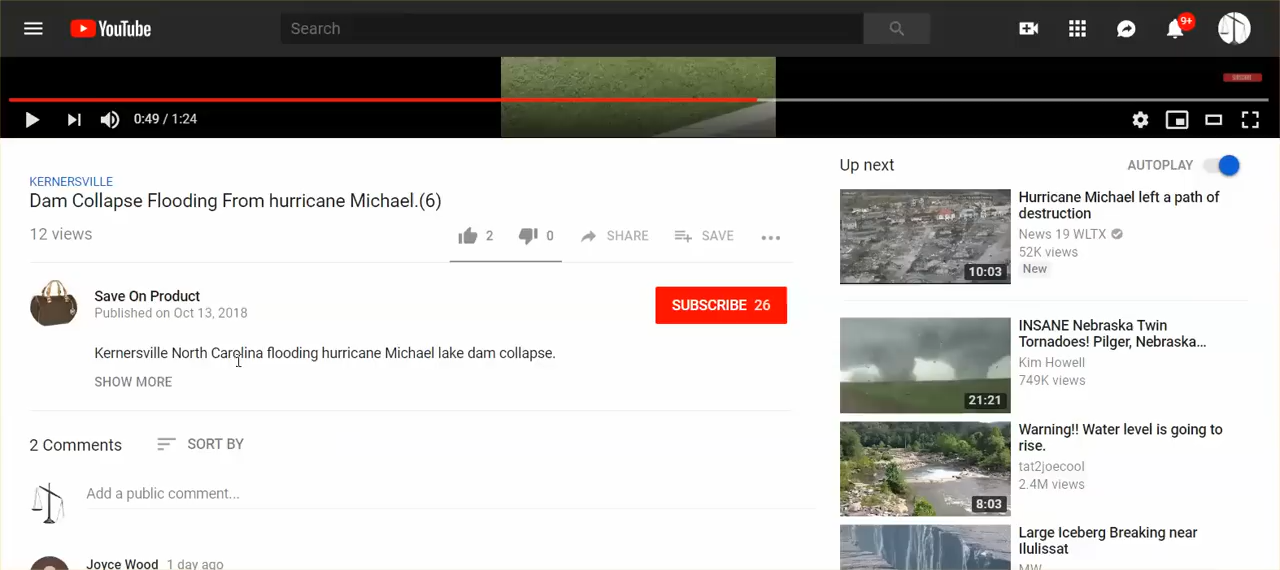 YouTube
Search
9+
SUBSCRIBE
0:49 / 1:24
KERNERSVILLE
Dam Collapse Flooding From hurricane Michael.(6)
12 views
2
0
SHARE
SAVE
Save On Product
Published on Oct 13, 2018
SUBSCRIBE 26
Kernersville North Carolina flooding hurricane Michael lake dam collapse.
SHOW MORE
2 Comments
SORT BY
Add a public comment...
Joyce Wood 1 day ago
Up next
AUTOPLAY
Hurricane Michael left a path of
destruction
News 19 WLTX
52K views
New
10:03
INSANE Nebraska Twin
Tornadoes! Pilger, Nebraska...
Kim Howell
749K views
21:21
Warning!! Water level is going to
rise.
tat2joecool
2.4M views
8:03
Large Iceberg Breaking near
Ilulissat
MW